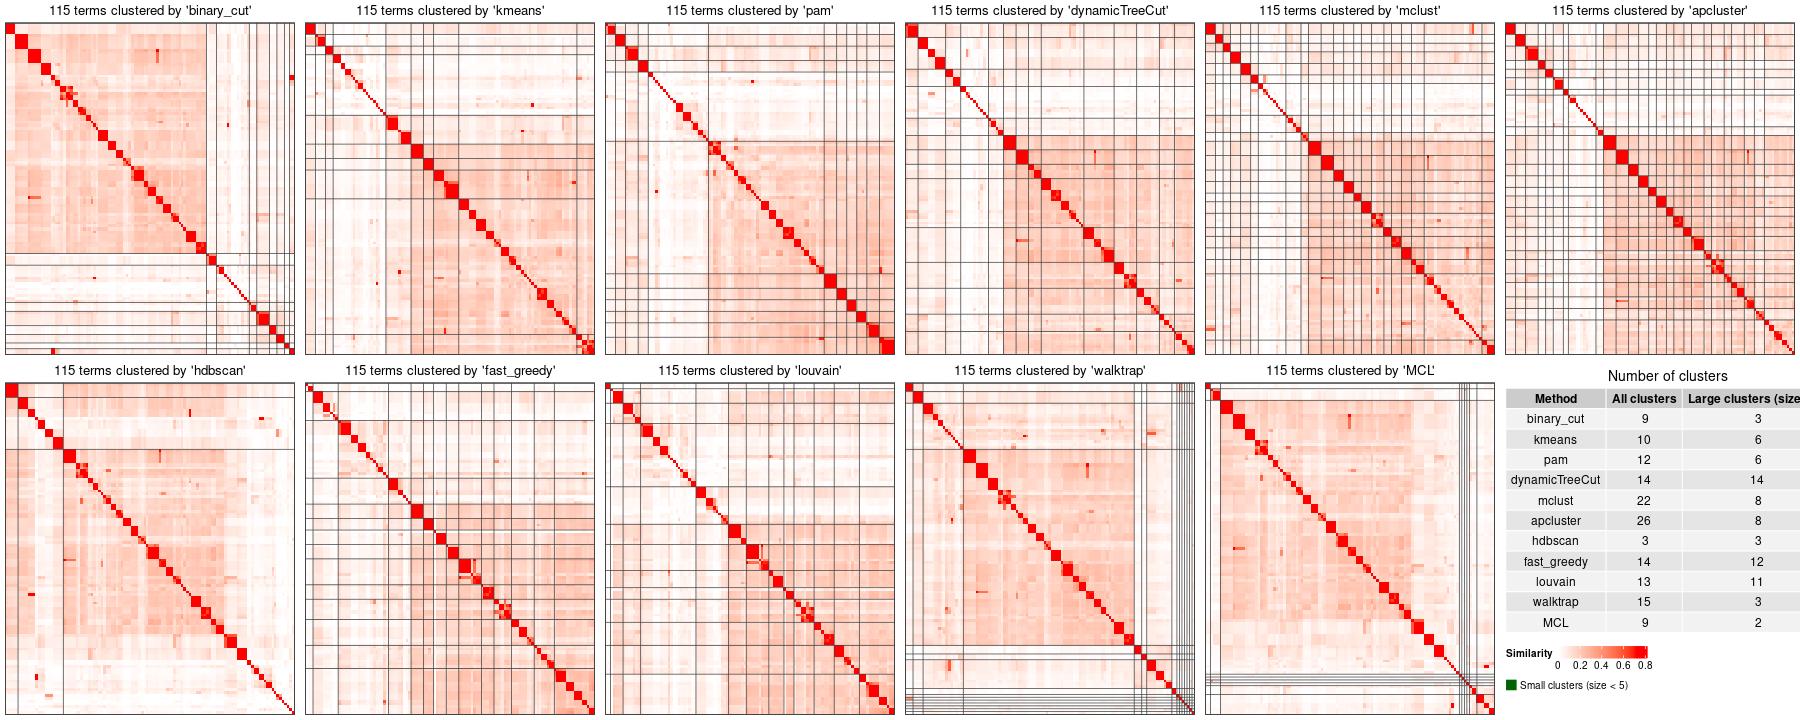 115 terms clustered by 'binary_cut'
115 terms clustered by 'kmeans'
115 terms clustered by 'pam'
115 terms clustered by 'dynamicTreeCut'
115 terms clustered by 'mclust'
115 terms clustered by 'apcluster'
115 terms clustered by 'hdbscan'
115 terms clustered by 'fast_greedy'
115 terms clustered by 'louvain'
115 terms clustered by 'walktrap'
115 terms clustered by 'MCL'
Number of clusters
Method All clusters Large clusters (size
binary_cut 9 3
kmeans 10 6
pam 12 6
dynamicTreeCut 14 14
mclust 22 8
apcluster 26 8
hdbscan 3 3
fast_greedy 14 12
louvain 13 11
walktrap 15 3
MCL 9 2
Similarity
0 0.2 0.4 0.6 0.8
Small clusters (size < 5)